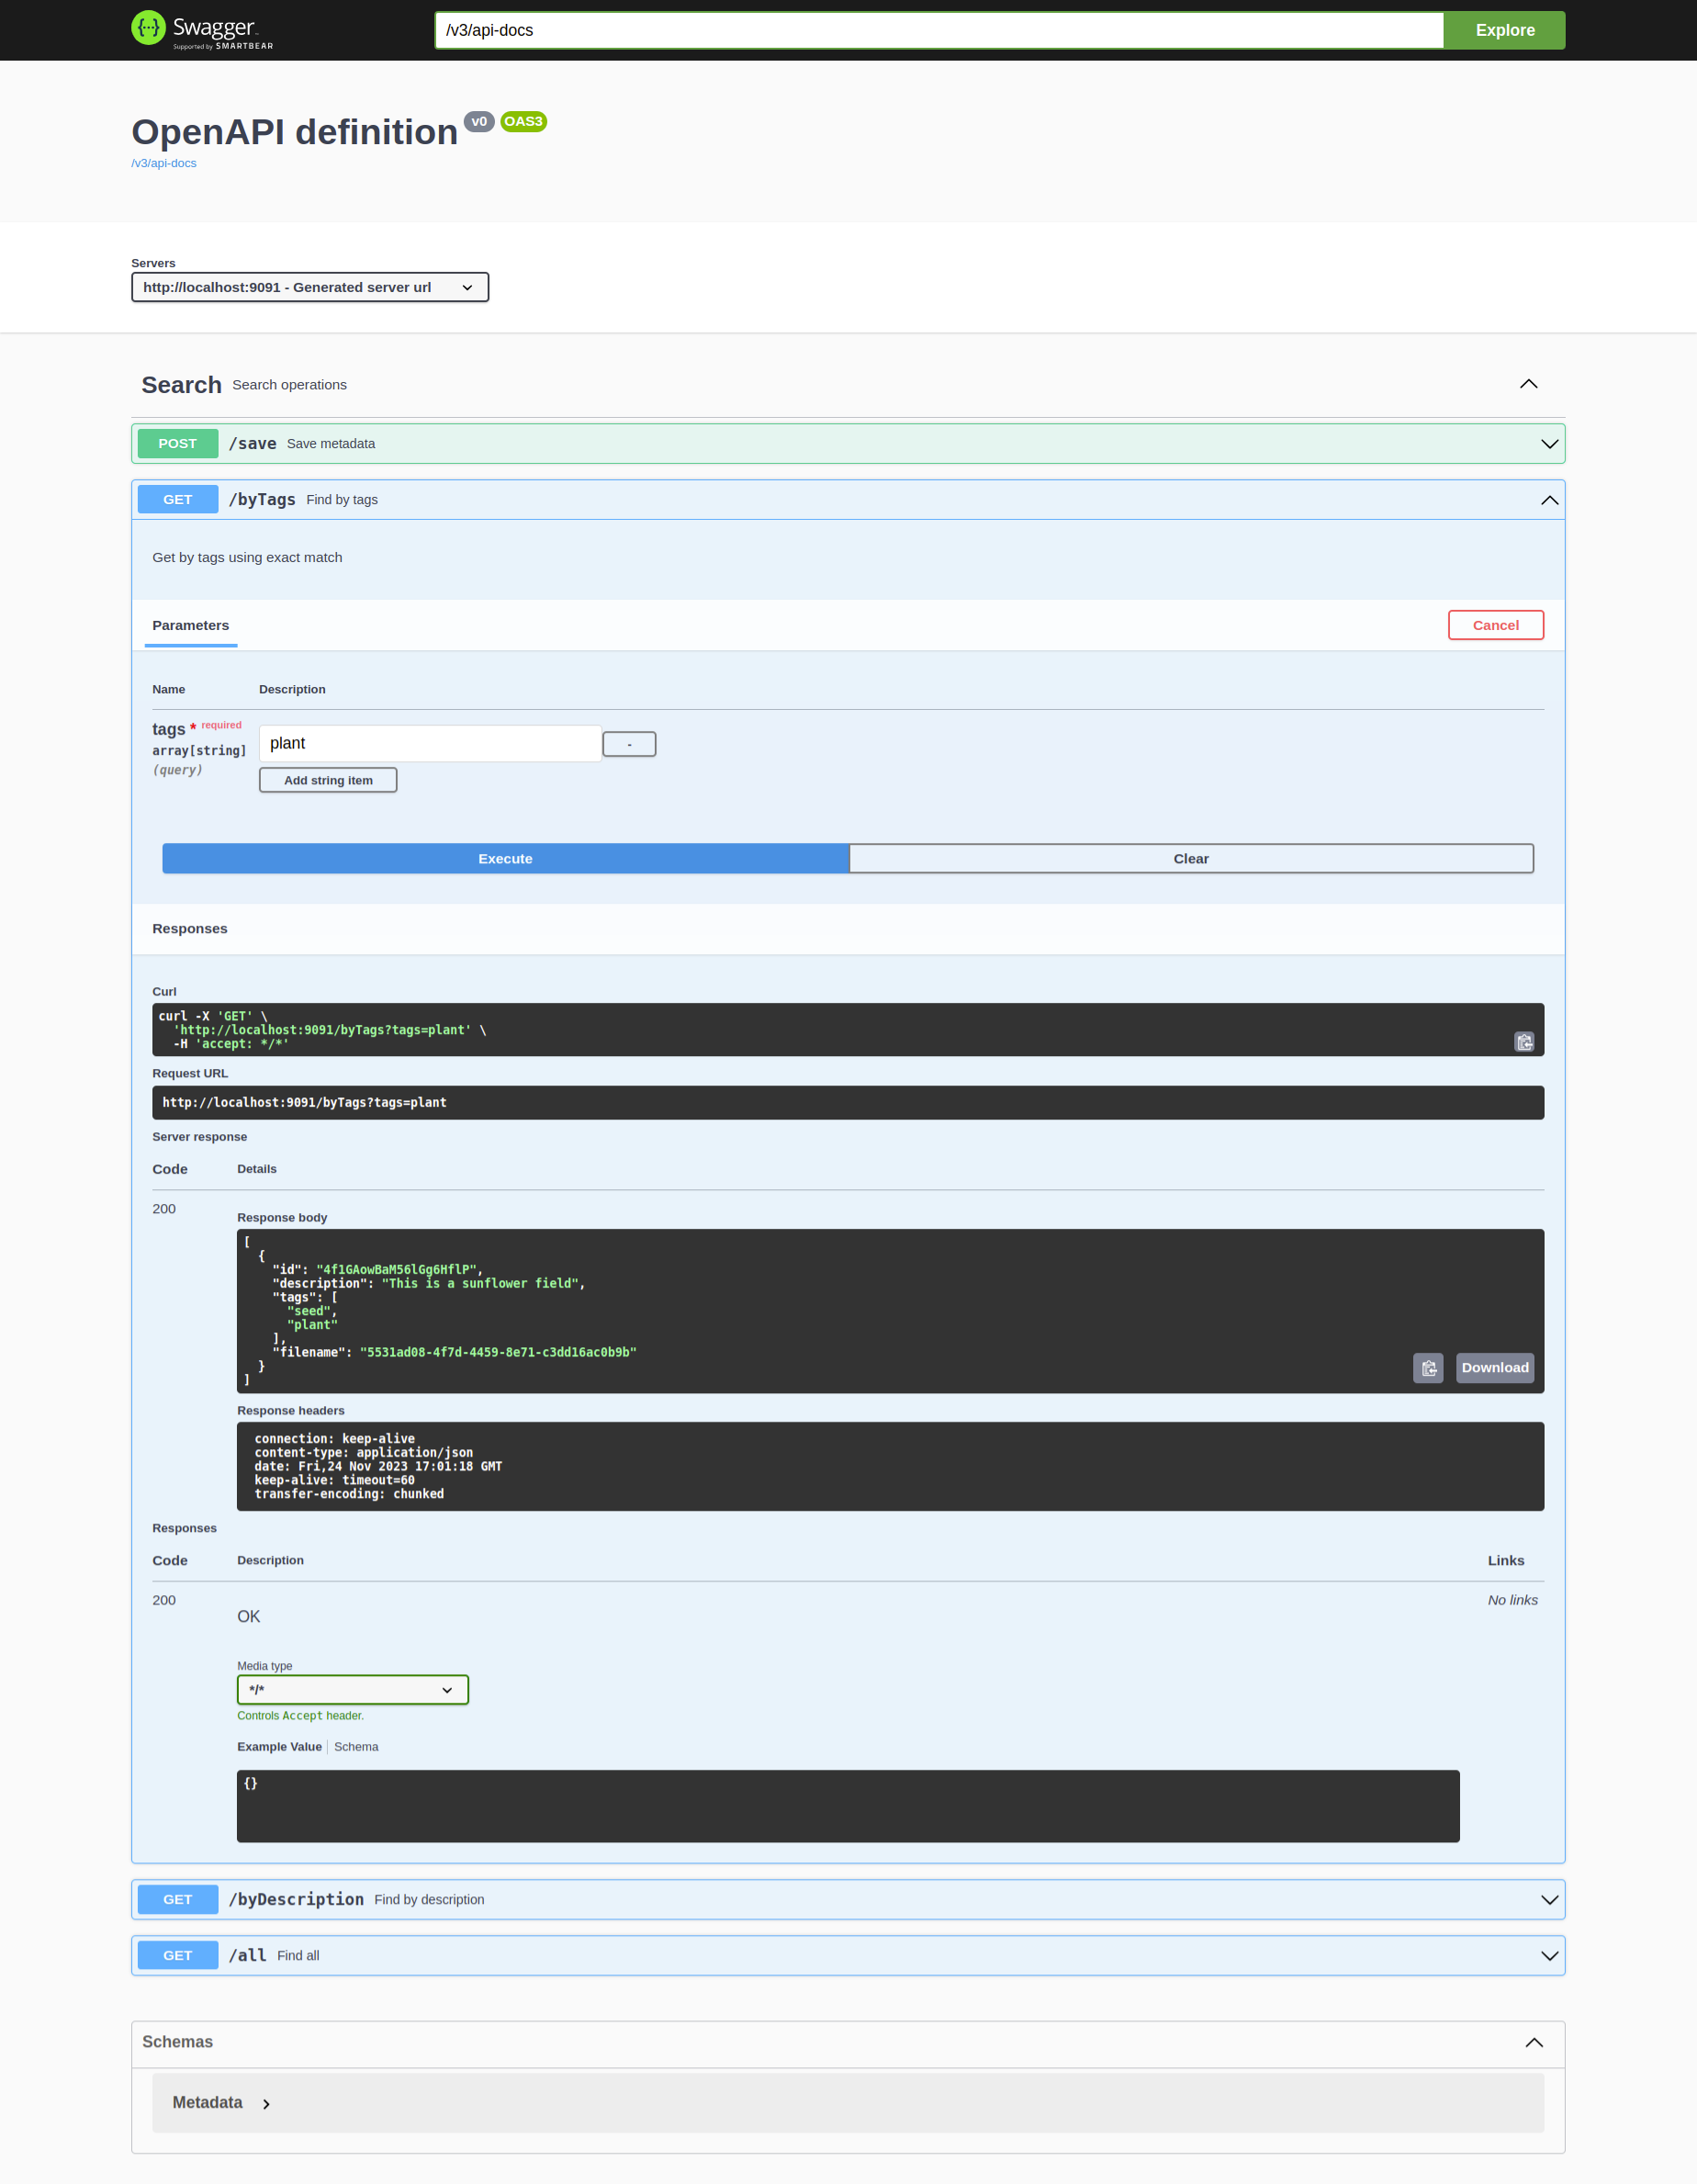 Swagger
Supported by SMARTBEAR
/v3/api-docs
Explore
OpenAPI definition v0 OAS3
/v3/api-docs
Servers
http://localhost:9091 - Generated server url
Search Search operations
POST /save Save metadata
GET /byTags Find by tags
Get by tags using exact match
Parameters
Cancel
Name Description
tags * required
array[string]
(query)
plant
-
Add string item
Execute
Clear
Responses
Curl
curl -X 'GET' \
'http://localhost:9091/byTags?tags=plant' \
-H 'accept: */*'
Request URL
http://localhost:9091/byTags?tags=plant
Server response
Code Details
200
Response body
[
{
"id": "4f1GAowBaM56lGg6HflP",
"description": "This is a sunflower field",
"tags": [
"seed",
"plant"
],
"filename": "5531ad08-4f7d-4459-8e71-c3dd16ac0b9b"
}
]
Download
Response headers
connection: keep-alive
content-type: application/json
date: Fri,24 Nov 2023 17:01:18 GMT
keep-alive: timeout=60
transfer-encoding: chunked
Responses
Code Description Links
200
OK
No links
Media type
*/*
Controls Accept header.
Example Value Schema
{}
GET /byDescription Find by description
GET /all Find all
Schemas
Metadata